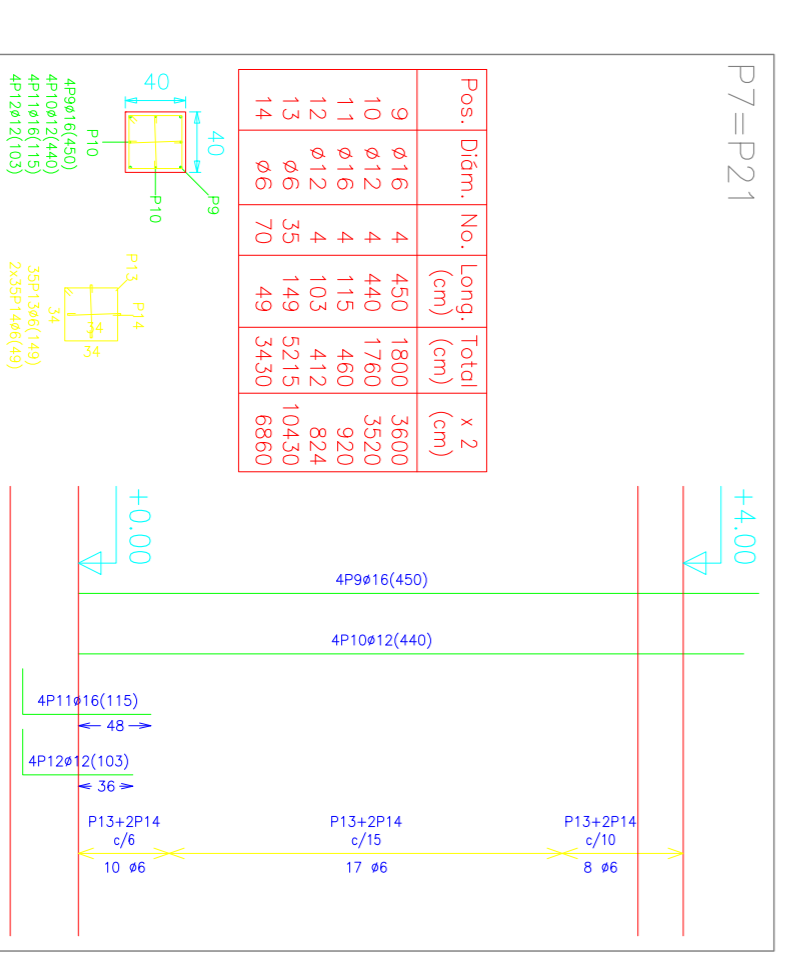 P7=P21
Pos. Diám. No. Long. (cm) Total (cm) x 2 (cm)
9 ø16 4 450 1800 3600
10 ø12 4 440 1760 3520
11 ø16 4 115 460 920
12 ø12 4 103 412 824
13 ø6 35 149 5215 10430
14 ø6 70 49 3430 6860
40
40
P9
P10
P10
4P9ø16(450)
4P10ø12(440)
4P11ø16(115)
4P12ø12(103)
P13
P14
34
34
34
35P13ø6(149)
2x35P14ø6(49)
+4.00
+0.00
4P9ø16(450)
4P10ø12(440)
4P11ø16(115)
48
4P12ø12(103)
36
P13+2P14
c/6
10 ø6
P13+2P14
c/15
17 ø6
P13+2P14
c/10
8 ø6